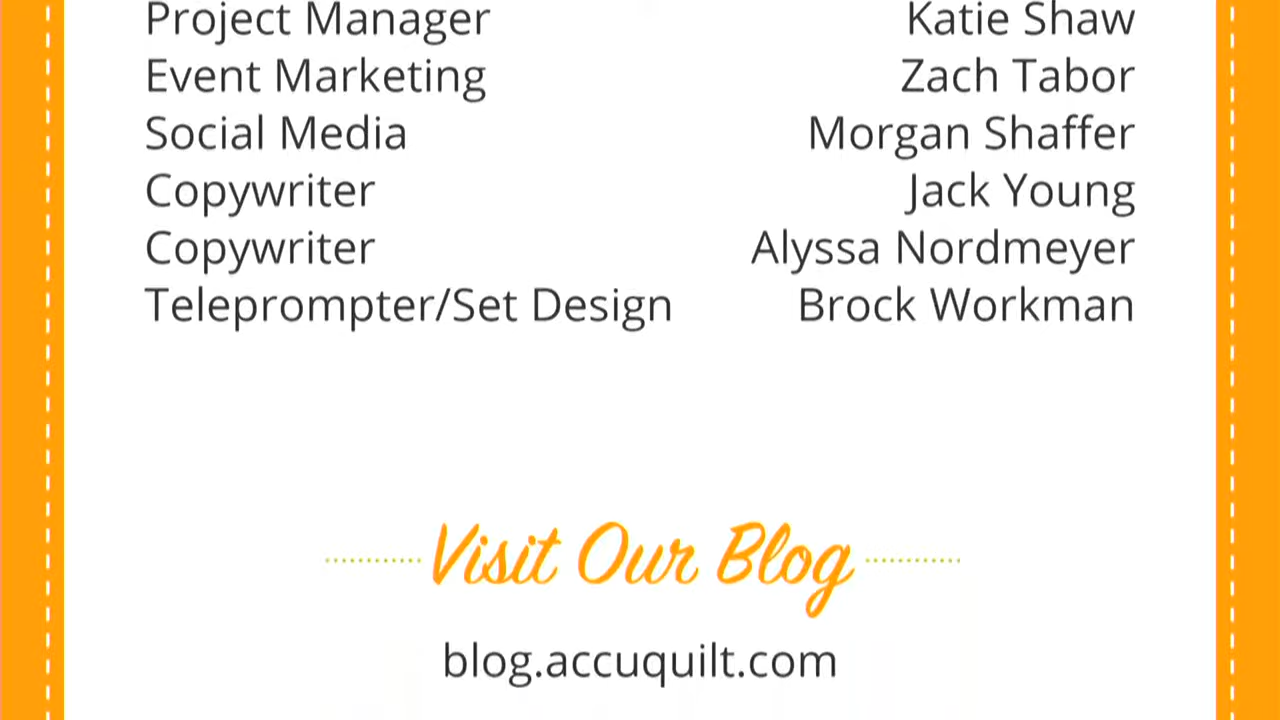 Project Manager Katie Shaw
Event Marketing Zach Tabor
Social Media Morgan Shaffer
Copywriter Jack Young
Copywriter Alyssa Nordmeyer
Teleprompter/Set Design Brock Workman
Visit Our Blog
blog.accuquilt.com